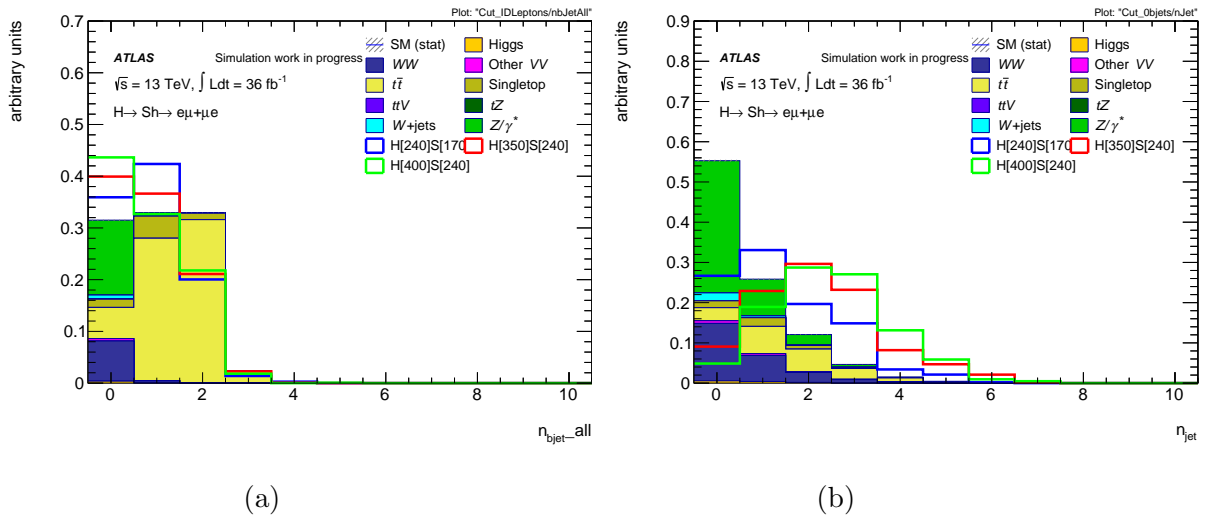 Plot: "Cut_IDLeptons/nbJetAll"
arbitrary units
0.7
0.6
0.5
0.4
0.3
0.2
0.1
0
ATLAS Simulation work in progress
√s = 13 TeV, ∫ Ldt = 36 fb⁻¹
H→ Sh→ eμ+μe
SM (stat) Higgs
WW Other VV
tt̄ Singletop
ttV tZ
W+jets Z/γ*
H[240]S[170 H[350]S[240]
H[400]S[240]
0 2 4 6 8 10
n_bjet_all
(a)
Plot: "Cut_0bjets/nJet"
arbitrary units
0.9
0.8
0.7
0.6
0.5
0.4
0.3
0.2
0.1
0
ATLAS Simulation work in progress
√s = 13 TeV, ∫ Ldt = 36 fb⁻¹
H→ Sh→ eμ+μe
SM (stat) Higgs
WW Other VV
tt̄ Singletop
ttV tZ
W+jets Z/γ*
H[240]S[170 H[350]S[240]
H[400]S[240]
0 2 4 6 8 10
n_jet
(b)